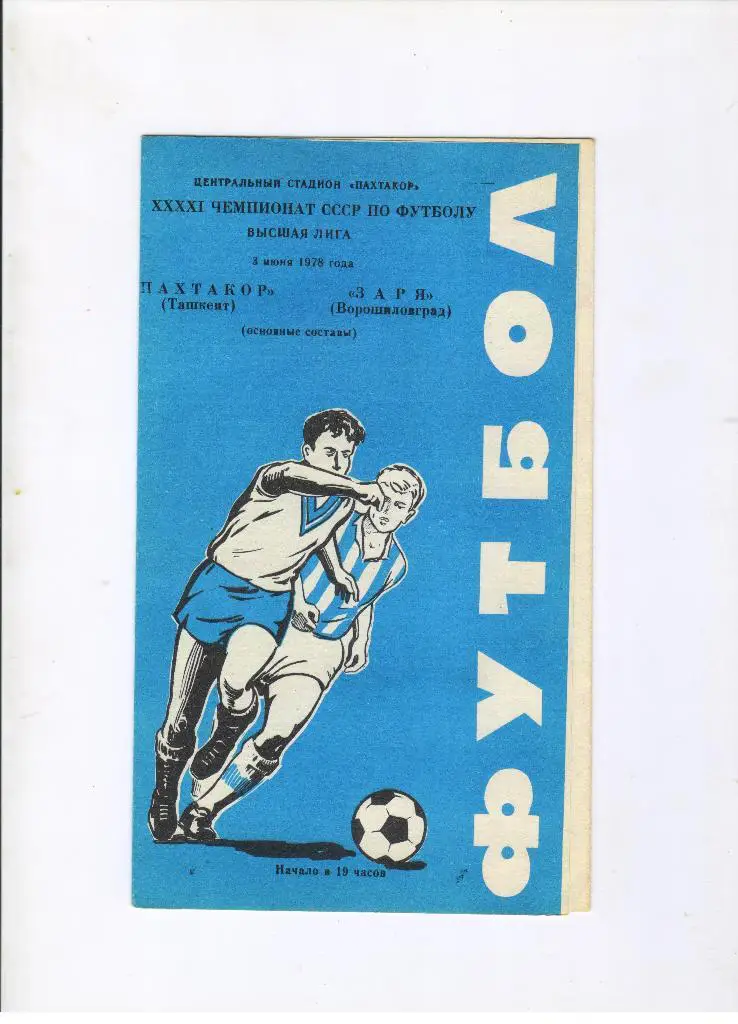 ЦЕНТРАЛЬНЫЙ СТАДИОН «ПАХТАКОР»
XXXXI ЧЕМПИОНАТ СССР ПО ФУТБОЛУ
ВЫСШАЯ ЛИГА
3 июня 1978 года
ПАХТАКОР» «ЗАРЯ»
(Ташкент) (Ворошиловград)
(основные составы)
Начало в 19 часов
ФУТБОЛ